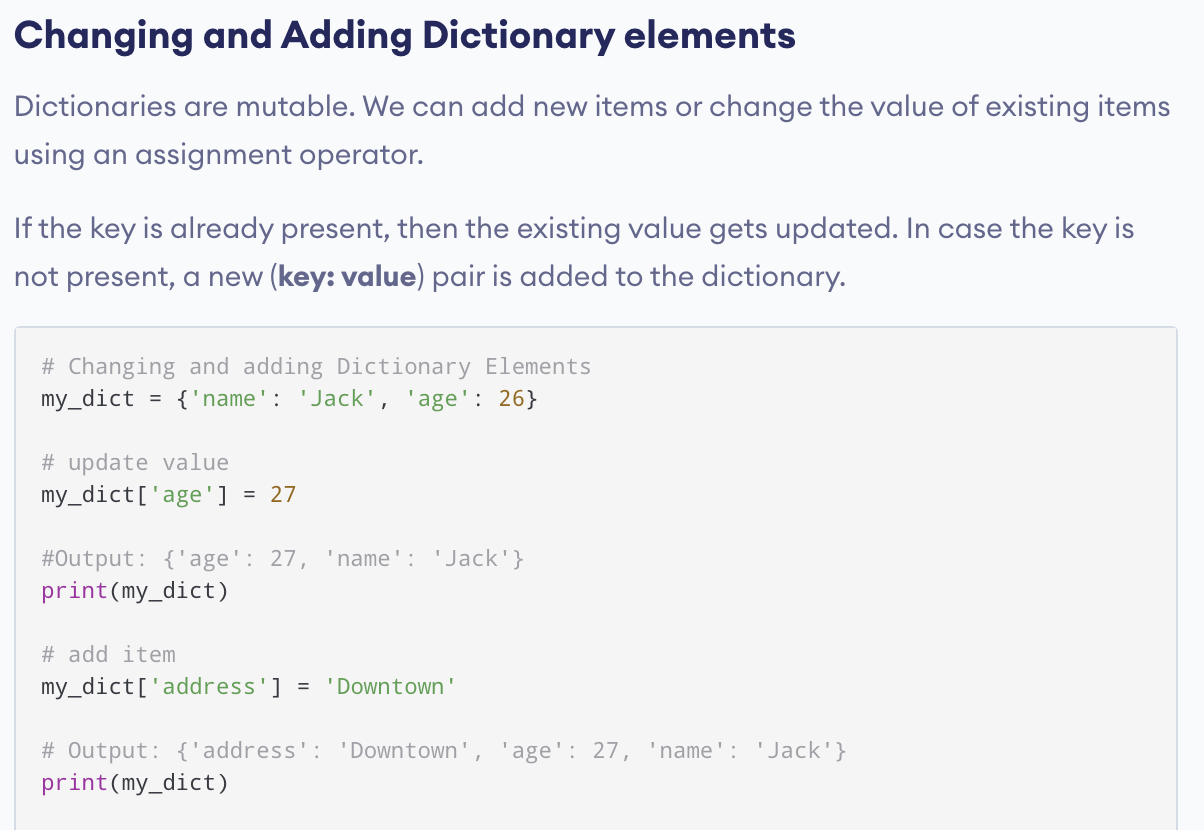 Changing and Adding Dictionary elements
Dictionaries are mutable. We can add new items or change the value of existing items
using an assignment operator.
If the key is already present, then the existing value gets updated. In case the key is
not present, a new (key: value) pair is added to the dictionary.
# Changing and adding Dictionary Elements
my_dict = {'name': 'Jack', 'age': 26}
# update value
my_dict['age'] = 27
#Output: {'age': 27, 'name': 'Jack'}
print(my_dict)
# add item
my_dict['address'] = 'Downtown'
# Output: {'address': 'Downtown', 'age': 27, 'name': 'Jack'}
print(my_dict)